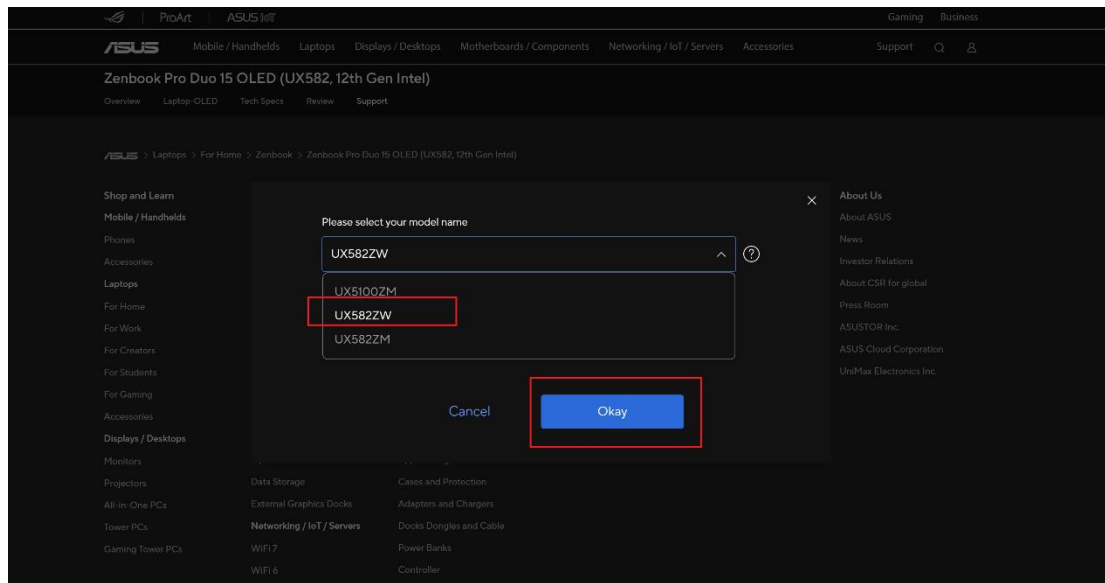 ProArt
ASUS IoT
Gaming Business
ASUS Mobile / Handhelds Laptops Displays / Desktops Motherboards / Components Networking / IoT / Servers Accessories Support
Zenbook Pro Duo 15 OLED (UX582, 12th Gen Intel)
Overview Laptop-OLED Tech Specs Review Support
ASUS > Laptops > For Home > Zenbook > Zenbook Pro Duo 15 OLED (UX582, 12th Gen Intel)
Shop and Learn
Mobile / Handhelds
Phones
Accessories
Laptops
For Home
For Work
For Creators
For Students
For Gaming
Accessories
Displays / Desktops
Monitors
Projectors
All-in-One PCs
Tower PCs
Gaming Tower PCs
Please select your model name
UX582ZW
UX5100ZM
UX582ZW
UX582ZM
Cancel
Okay
Data Storage
External Graphics Docks
Networking / IoT / Servers
WiFi 7
WiFi 6
Cases and Protection
Adapters and Chargers
Docks Dongles and Cable
Power Banks
Controller
About Us
About ASUS
News
Investor Relations
About CSR for global
Press Room
ASUSTOR Inc.
ASUS Cloud Corporation
UniMax Electronics Inc.